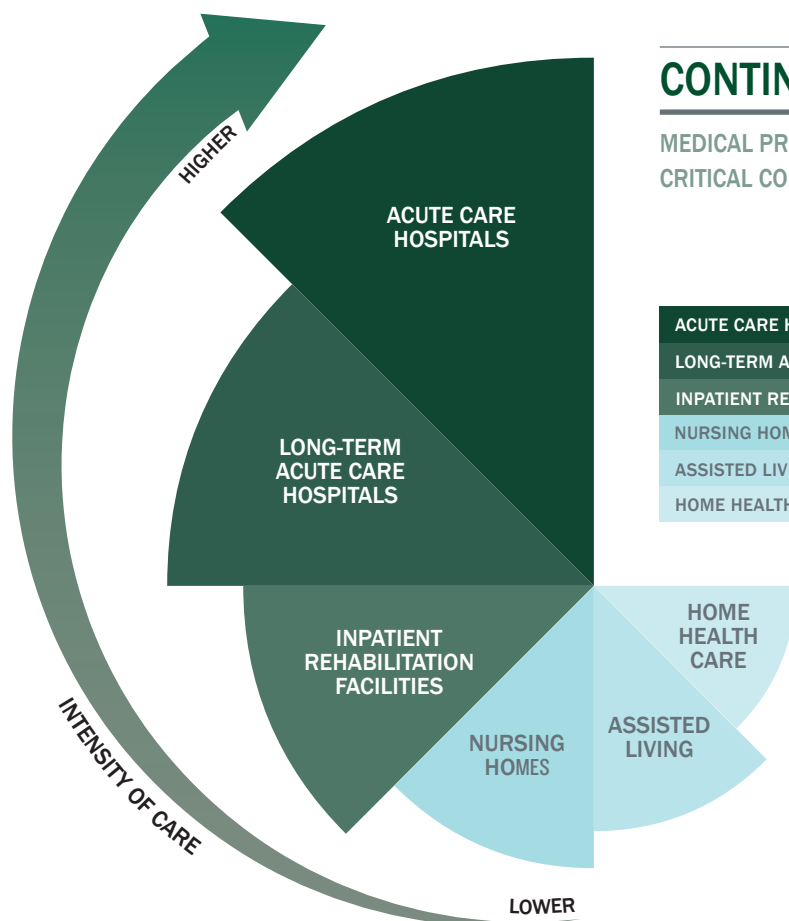 CONTIN
MEDICAL PR
CRITICAL CO
HIGHER
ACUTE CARE
HOSPITALS
ACUTE CARE H
LONG-TERM A
INPATIENT RE
NURSING HOM
ASSISTED LIV
HOME HEALTH
LONG-TERM
ACUTE CARE
HOSPITALS
HOME
HEALTH
CARE
INPATIENT
REHABILITATION
FACILITIES
ASSISTED
LIVING
NURSING
HOMES
INTENSITY OF CARE
LOWER